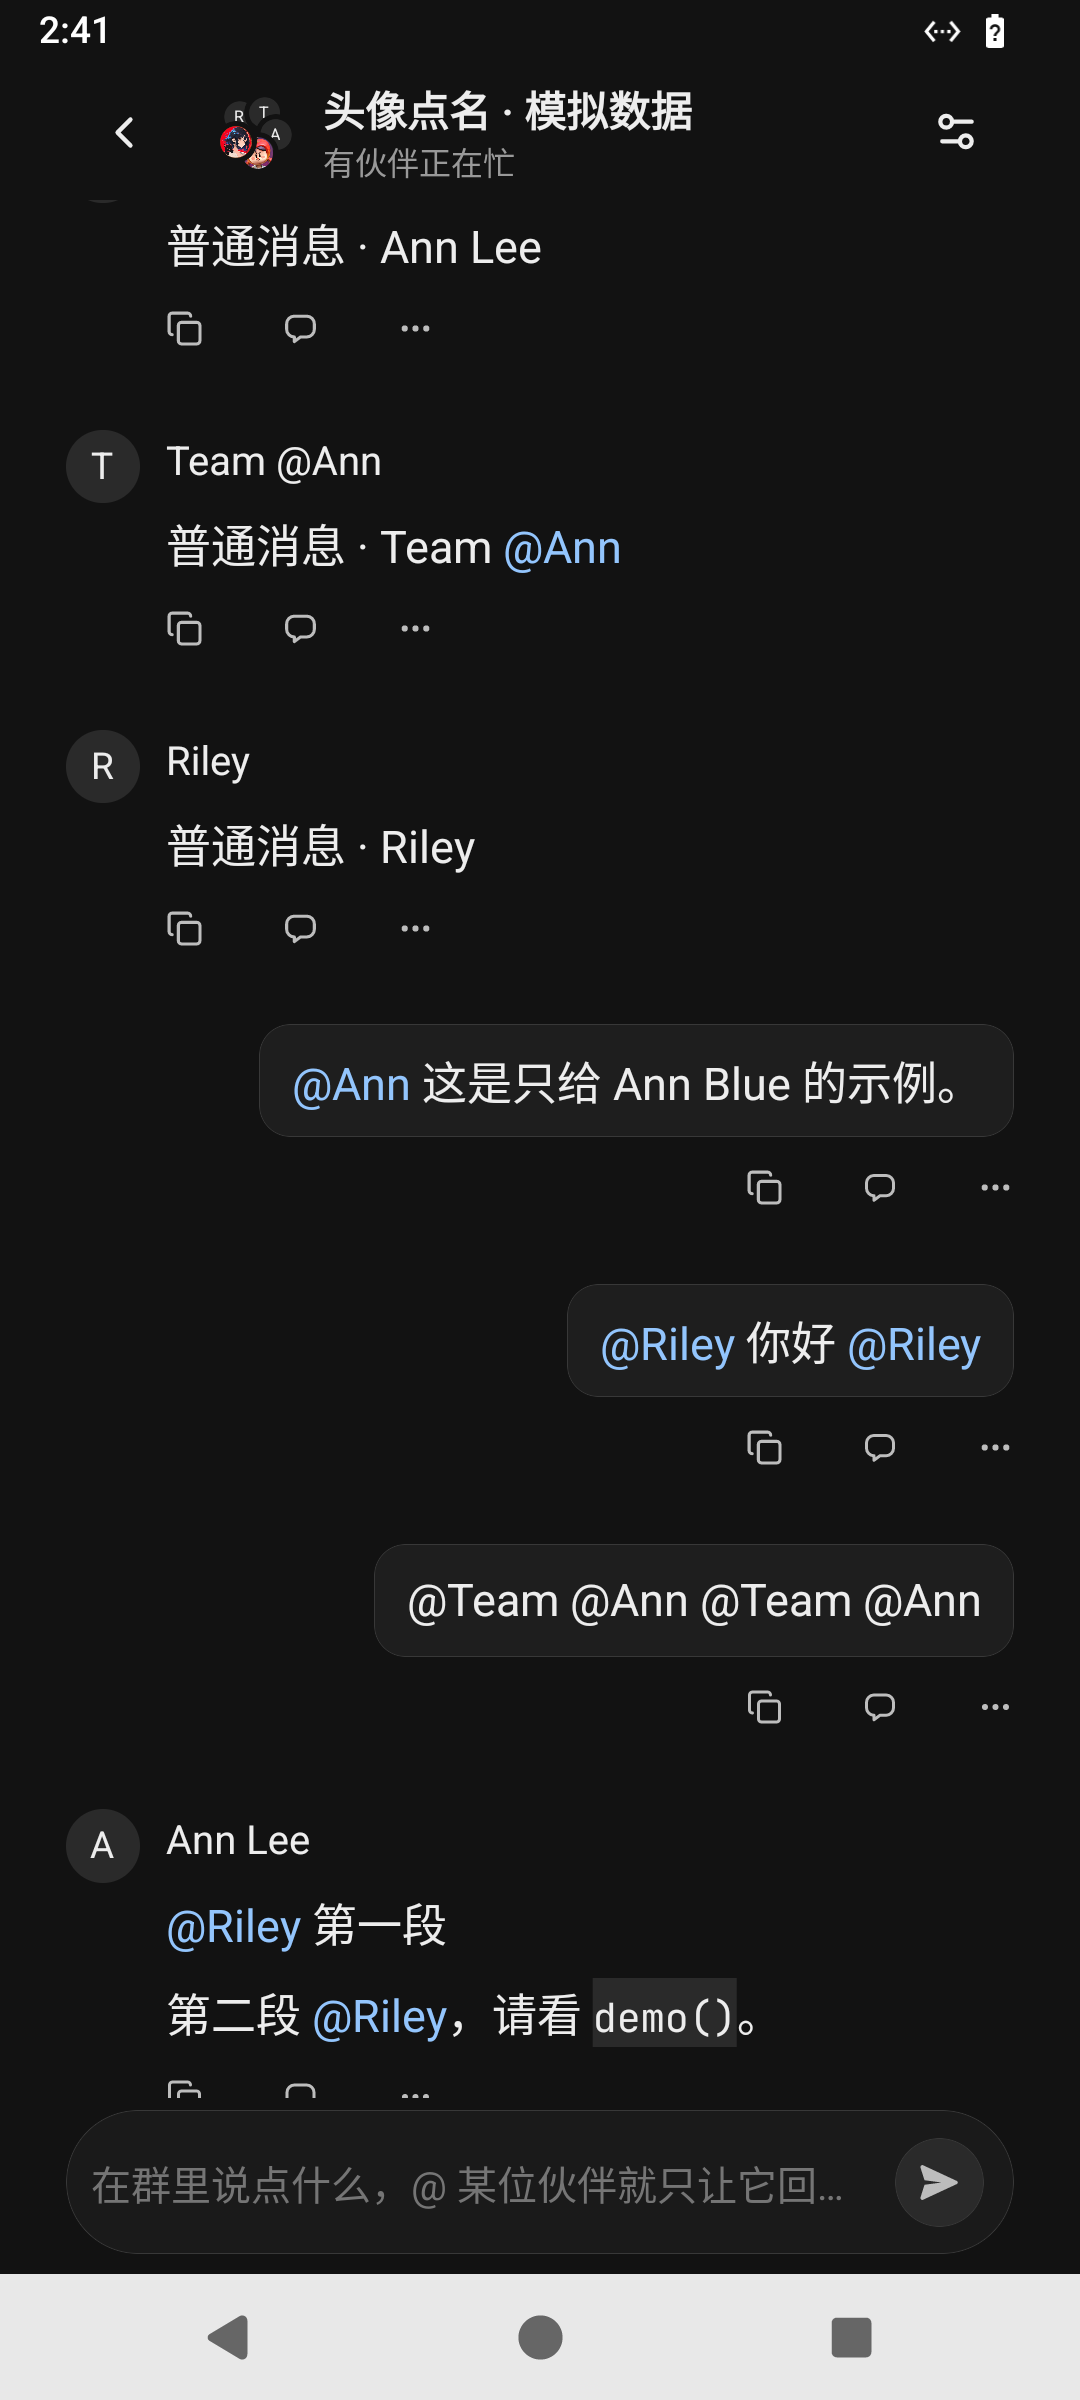 2:41
R T A
头像点名 · 模拟数据
有伙伴正在忙
普通消息 · Ann Lee
T
Team @Ann
普通消息 · Team @Ann
R
Riley
普通消息 · Riley
@Ann 这是只给 Ann Blue 的示例。
@Riley 你好 @Riley
@Team @Ann @Team @Ann
A
Ann Lee
@Riley 第一段
第二段 @Riley，请看 demo()。
在群里说点什么，@ 某位伙伴就只让它回...